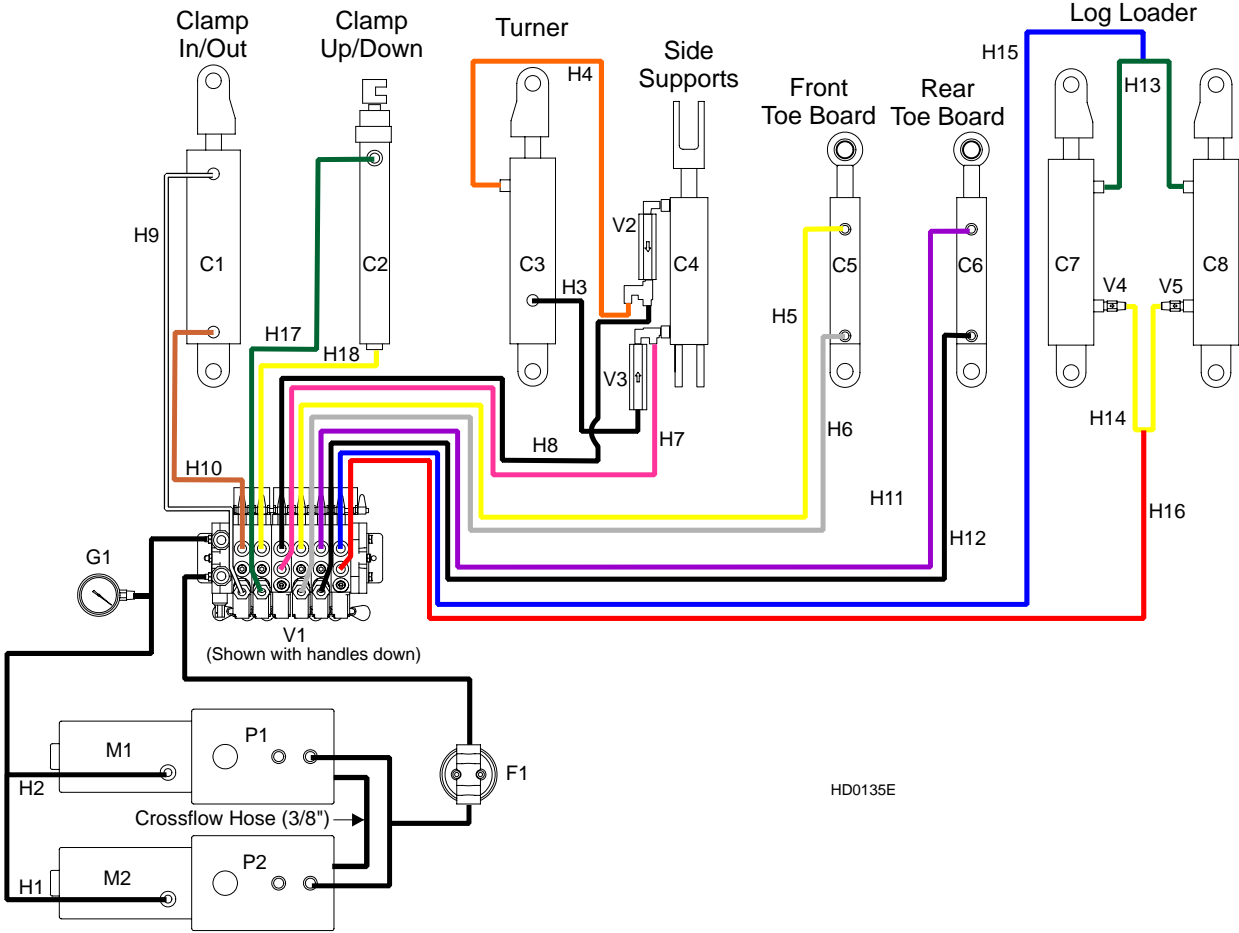 Clamp
In/Out
Clamp
Up/Down
Turner
Side
Supports
Front
Toe Board
Rear
Toe Board
Log Loader
H4
H15
H13
H9
C1
C2
C3
V2
C4
C5
C6
C7
C8
H3
V4
V5
H5
H17
H18
V3
H8
H7
H6
H14
H10
H11
H12
H16
G1
V1
(Shown with handles down)
M1
P1
H2
F1
HD0135E
Crossflow Hose (3/8")
P2
M2
H1